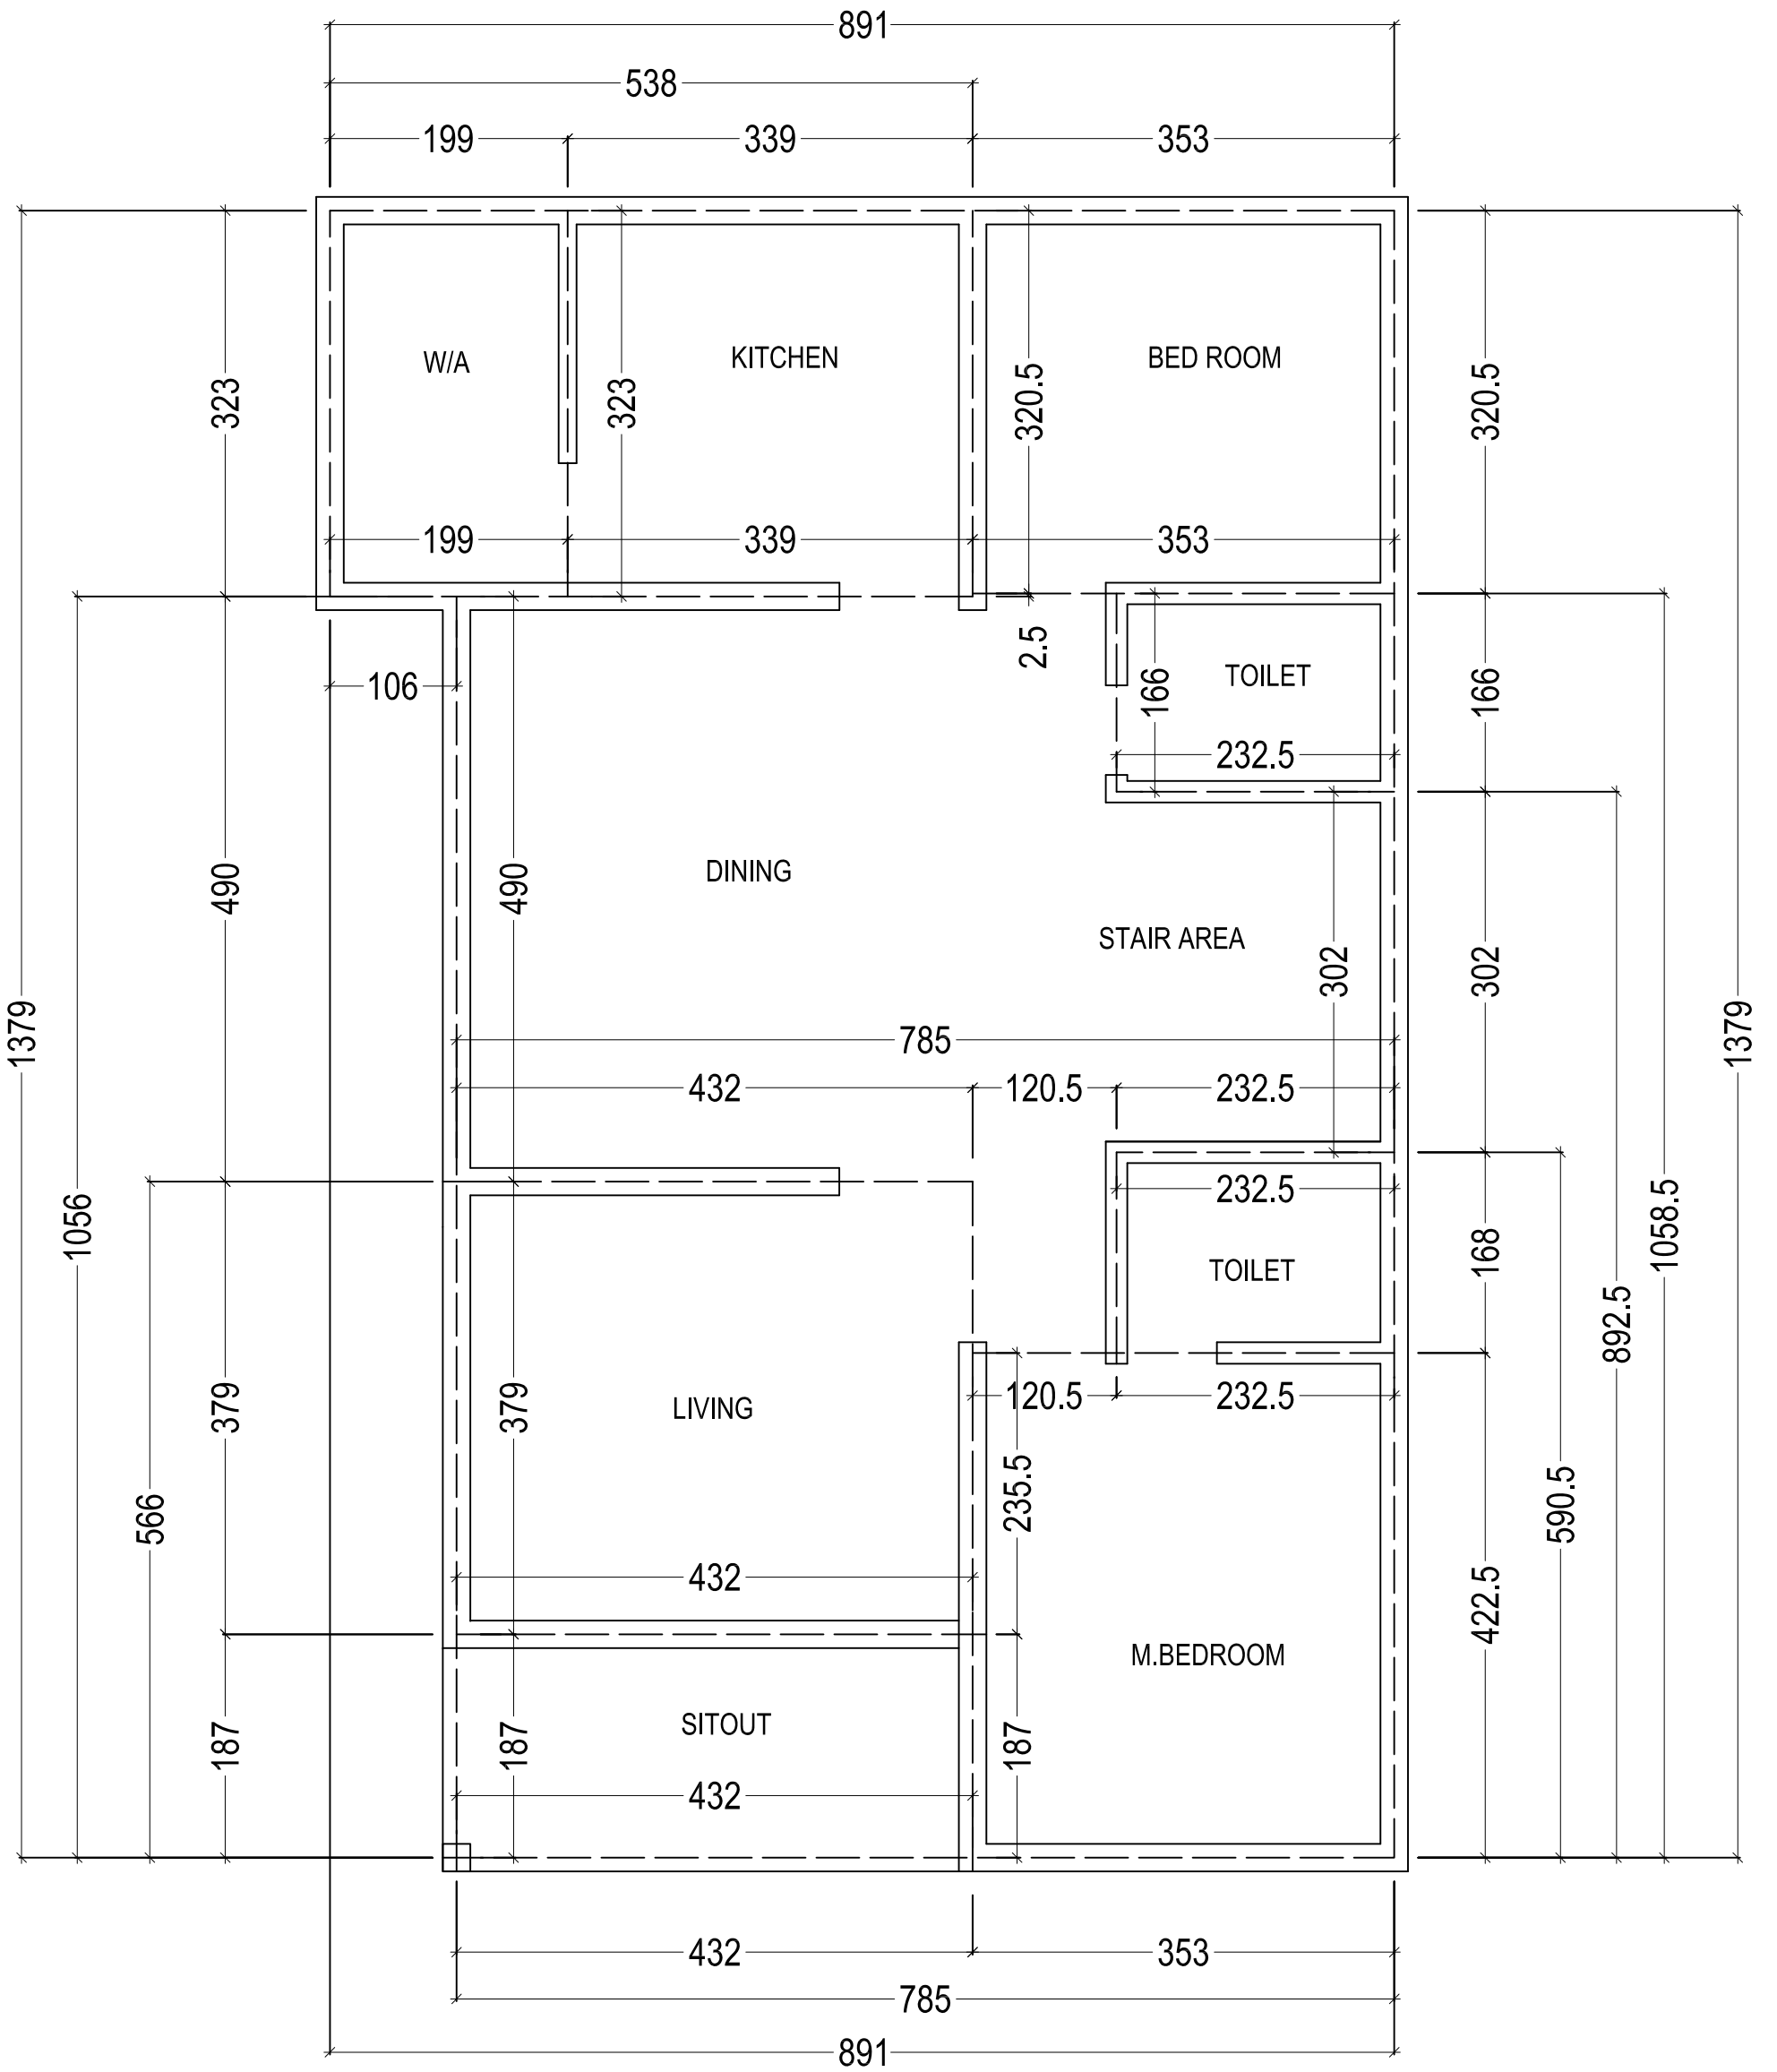 891
538
199 339 353
W/A KITCHEN BED ROOM
323 323 320.5 320.5
199 339 353
2.5
106 166 TOILET 166
232.5
DINING
490 490
STAIR AREA
302 302
1379 785 1379
432 120.5 232.5
232.5
1056 168 1058.5
TOILET
892.5
379 LIVING 379 120.5 232.5
566 235.5 590.5
432
422.5
M.BEDROOM
187 187 SITOUT 187
432
432 353
785
891